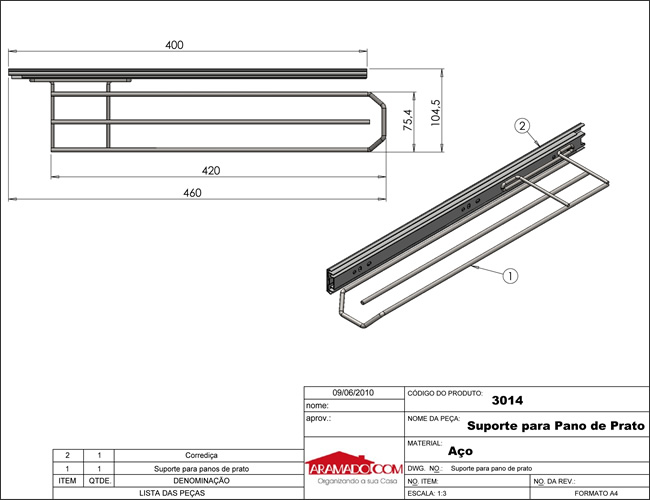 400
104,5
75,4
420
460
2
1
09/06/2010
nome:
aprov.:
CÓDIGO DO PRODUTO:
3014
NOME DA PEÇA:
Suporte para Pano de Prato
MATERIAL:
Aço
DWG. NO.: Suporte para pano de prato
NO. ITEM:
NO. DA REV.:
ESCALA: 1:3
FORMATO A4
ARAMADO.COM
Organizando a sua Casa
2 1 Corrediça
1 1 Suporte para panos de prato
ITEM QTDE. DENOMINAÇÃO
LISTA DAS PEÇAS